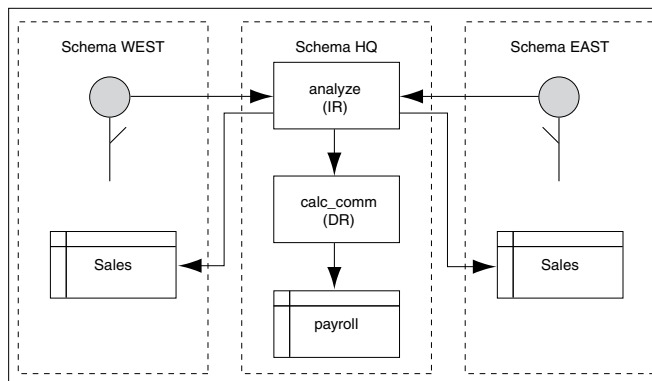 Schema WEST
Schema HQ
Schema EAST
analyze
(IR)
calc_comm
(DR)
Sales
Sales
payroll